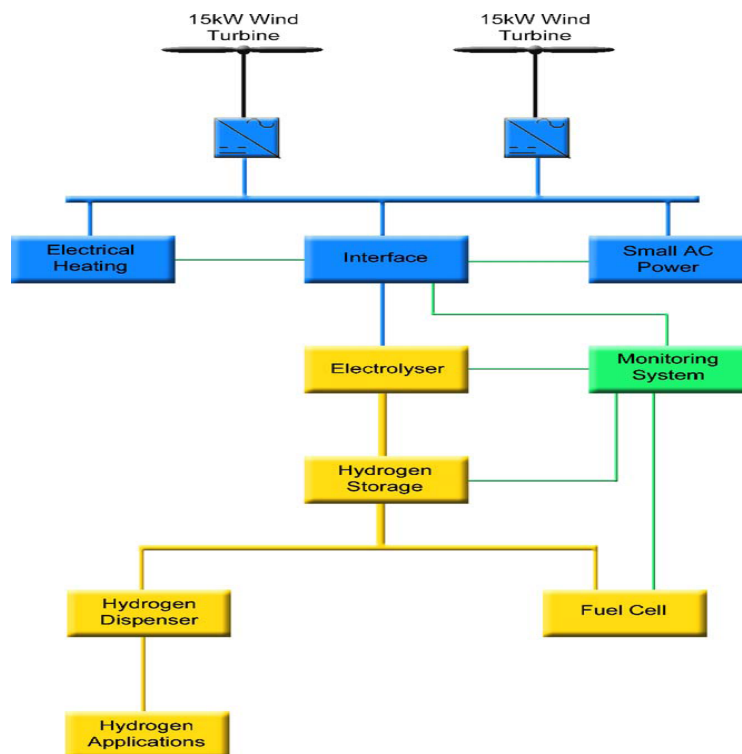 15kW Wind
Turbine
15kW Wind
Turbine
Electrical
Heating
Interface
Small AC
Power
Electrolyser
Monitoring
System
Hydrogen
Storage
Hydrogen
Dispenser
Fuel Cell
Hydrogen
Applications